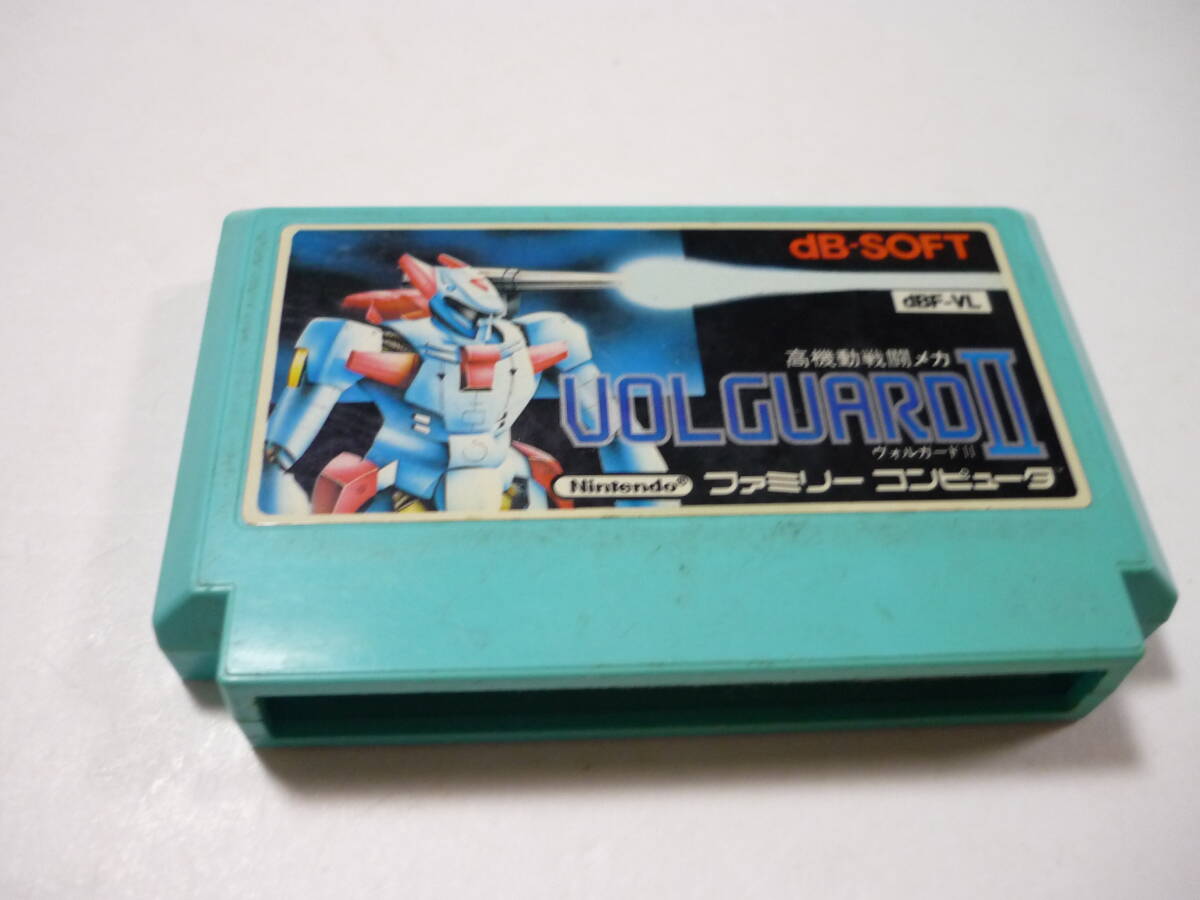 dB-SOFT
dBF-VL
高機動戦闘メカ
VOLGUARD II
ヴォルガードII
Nintendo® ファミリー コンピュータ